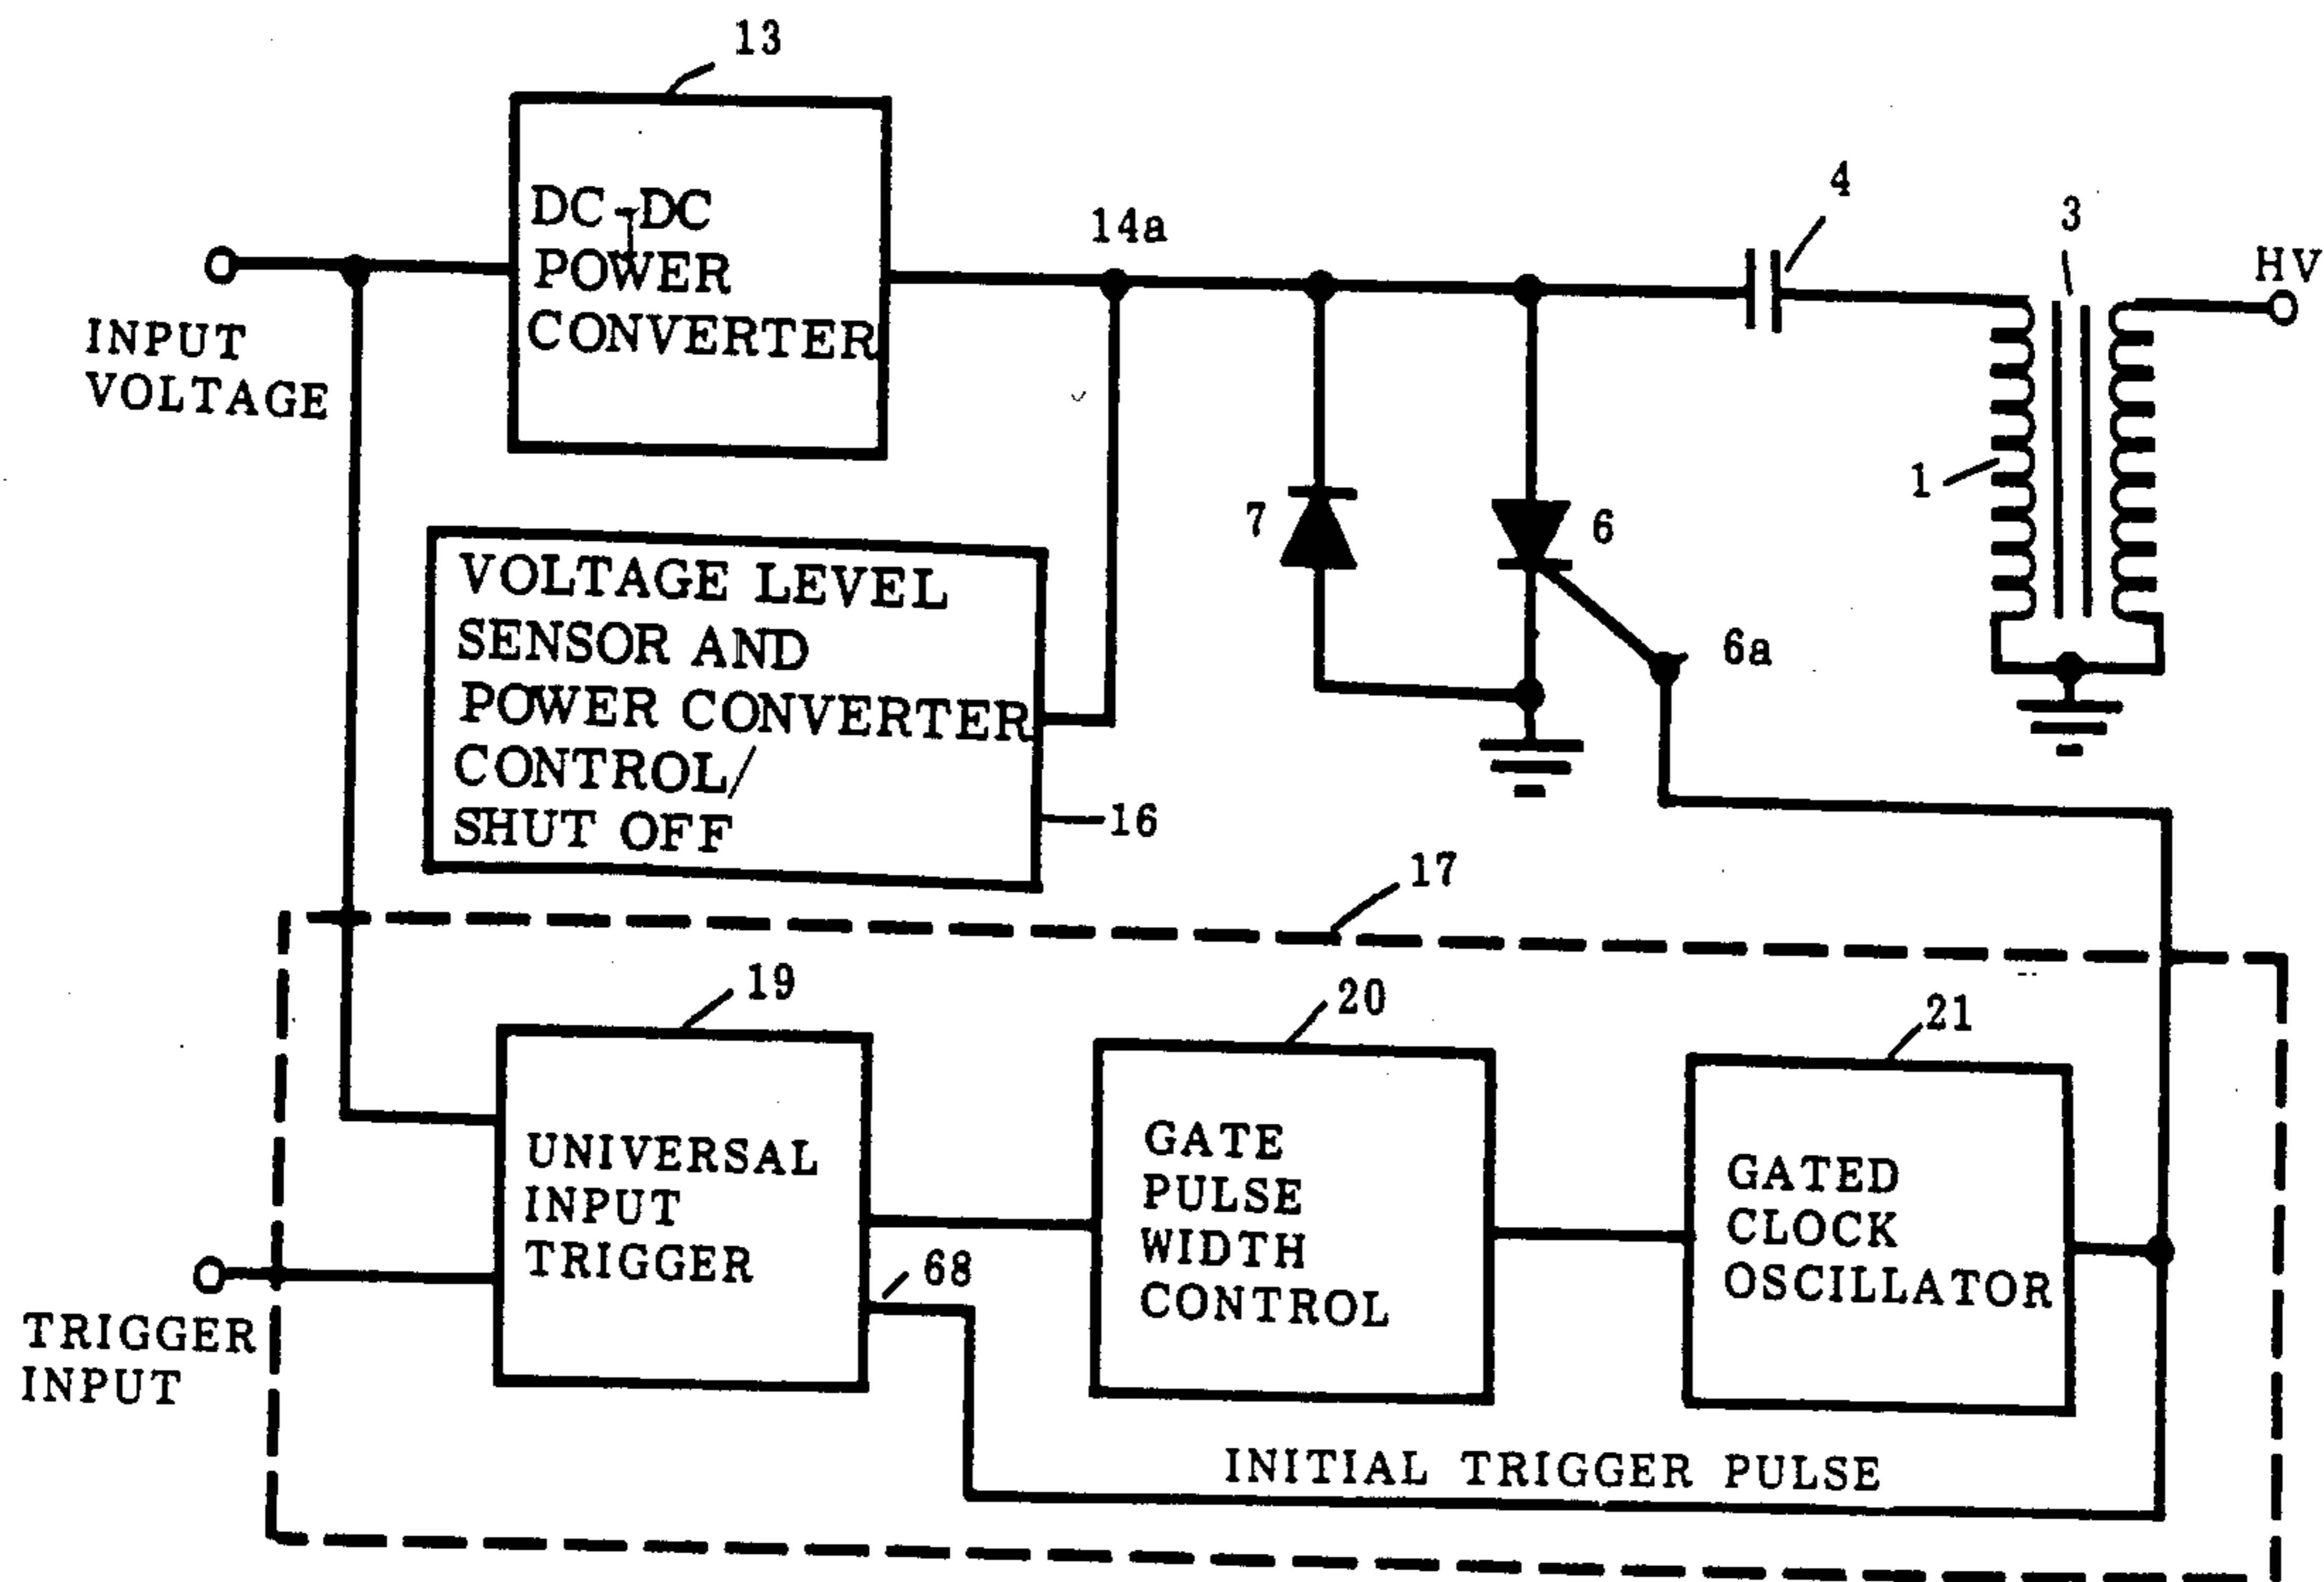 13
DC-DC
POWER
CONVERTER
14a
4
3
HV
INPUT
VOLTAGE
1
7
6
6a
VOLTAGE LEVEL
SENSOR AND
POWER CONVERTER
CONTROL/
SHUT OFF
16
17
19
20
21
UNIVERSAL
INPUT
TRIGGER
GATE
PULSE
WIDTH
CONTROL
GATED
CLOCK
OSCILLATOR
68
TRIGGER
INPUT
INITIAL TRIGGER PULSE